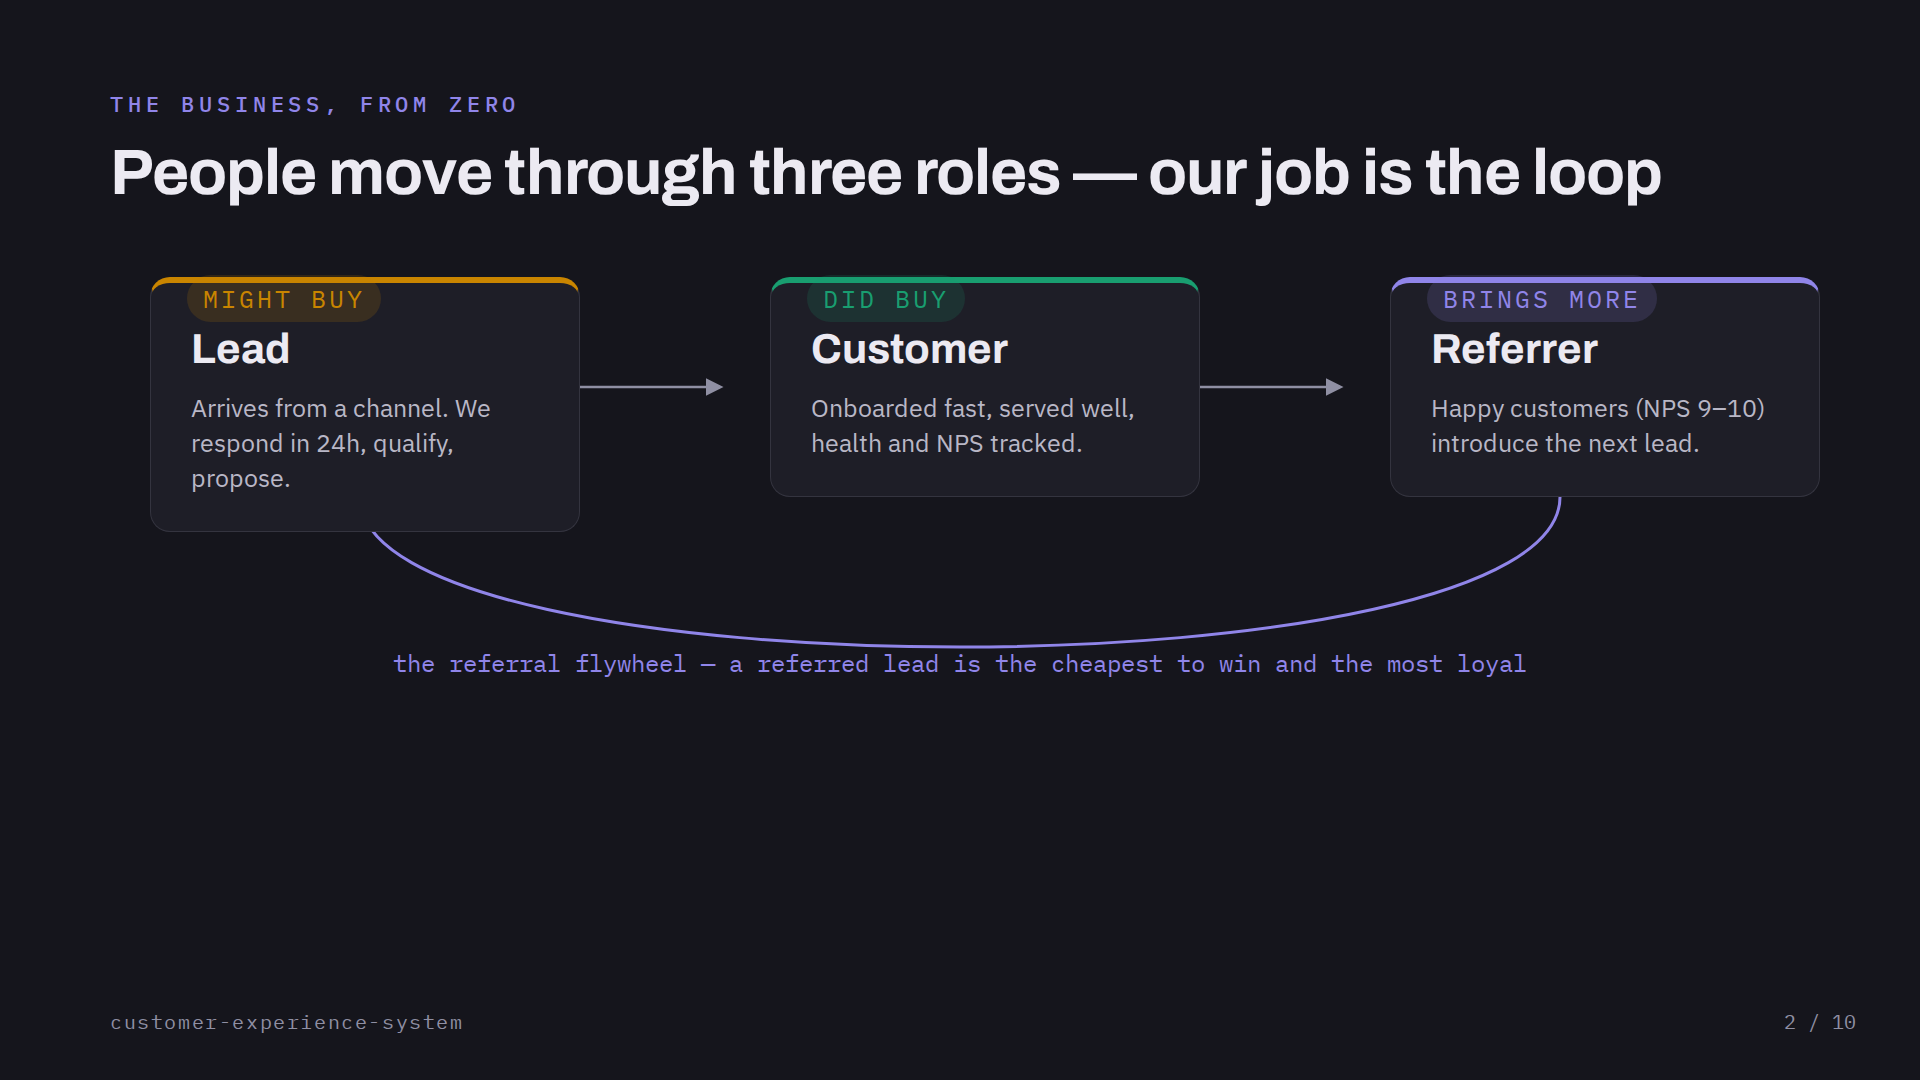 THE BUSINESS, FROM ZERO
People move through three roles — our job is the loop
MIGHT BUY
Lead
Arrives from a channel. We
respond in 24h, qualify,
propose.
DID BUY
Customer
Onboarded fast, served well,
health and NPS tracked.
BRINGS MORE
Referrer
Happy customers (NPS 9–10)
introduce the next lead.
the referral flywheel — a referred lead is the cheapest to win and the most loyal
customer-experience-system
2 / 10